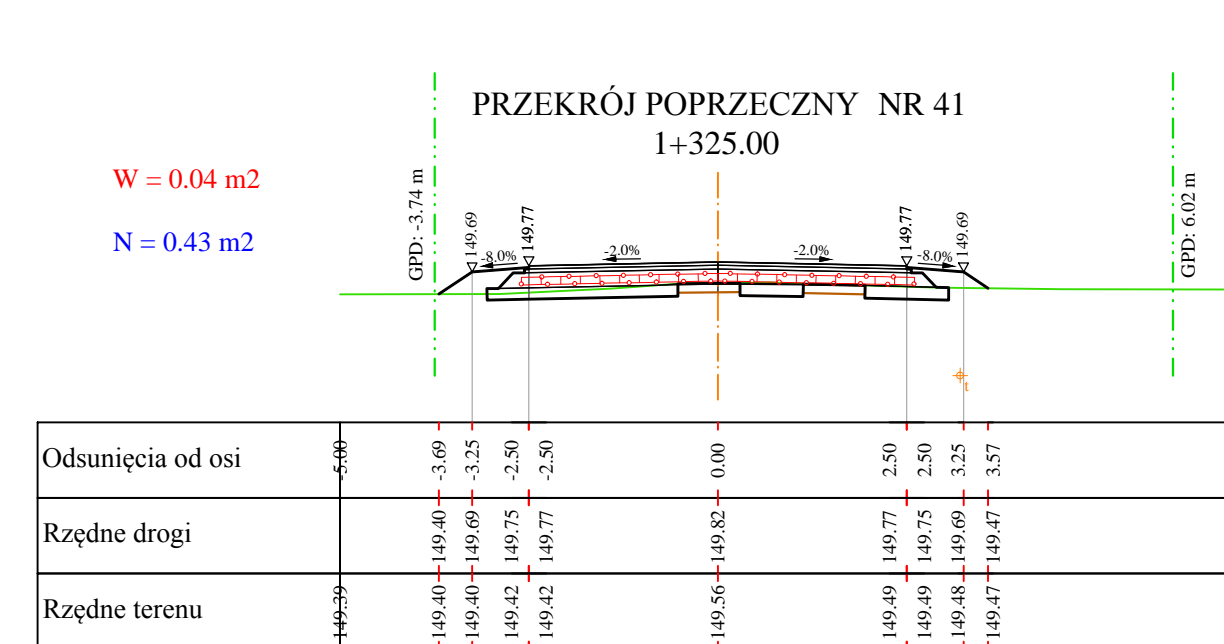 PRZEKRÓJ POPRZECZNY NR 41
1+325.00
W = 0.04 m2
N = 0.43 m2
GPD: -3.74 m
GPD: 6.02 m
149.69
149.77
149.77
149.69
-8.0%
-2.0%
-2.0%
-8.0%
t
Odsunięcia od osi
-5.00 -3.69 -3.25 -2.50 -2.50 0.00 2.50 2.50 3.25 3.57
Rzędne drogi
149.40 149.69 149.75 149.77 149.82 149.77 149.75 149.69 149.47
Rzędne terenu
149.39 149.40 149.40 149.42 149.42 149.56 149.49 149.49 149.48 149.47